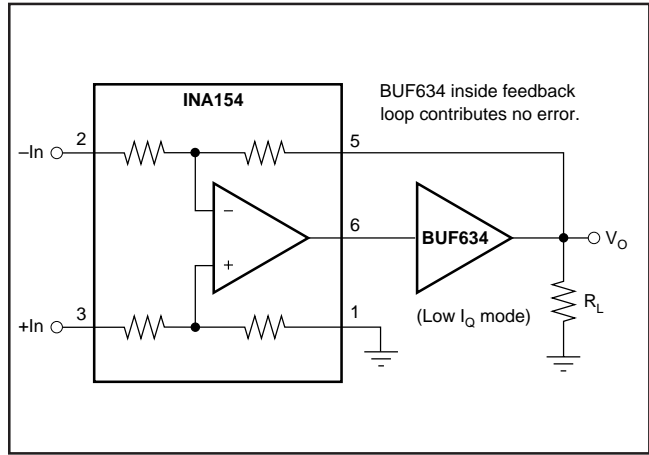 INA154
BUF634 inside feedback
loop contributes no error.
2
5
–In
–
6
BUF634
V_O
+
3
1
+In
(Low I_Q mode)
R_L